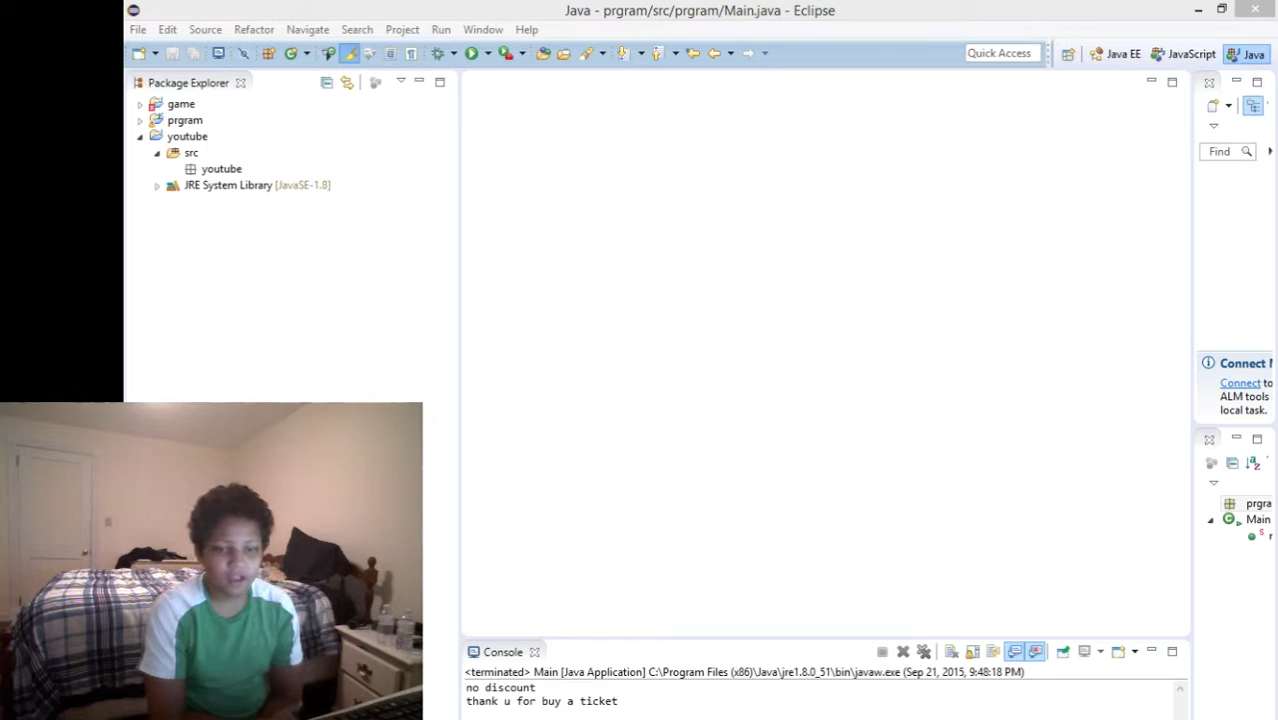 Java - prgram/src/prgram/Main.java - Eclipse
File Edit Source Refactor Navigate Search Project Run Window Help
Quick Access
Java EE
JavaScript
Java
Package Explorer
game
prgram
youtube
src
youtube
JRE System Library [JavaSE-1.8]
Find
Connect
Connect to
ALM tools
local task.
prgra
Main
Console
<terminated> Main [Java Application] C:\Program Files (x86)\Java\jre1.8.0_51\bin\javaw.exe (Sep 21, 2015, 9:48:18 PM)
no discount
thank u for buy a ticket